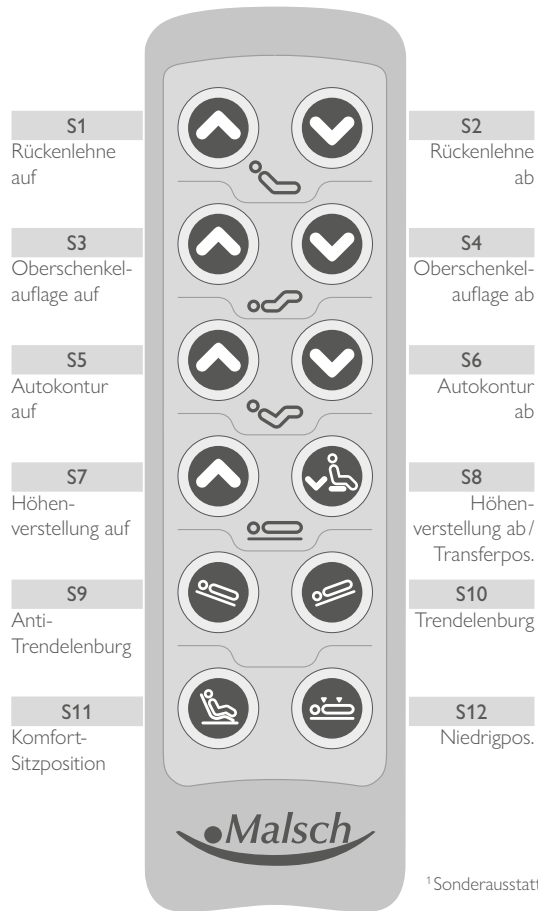 S1
Rückenlehne
auf
S2
Rückenlehne
ab
S3
Oberschenkel-
auflage auf
S4
Oberschenkel-
auflage ab
S5
Autokontur
auf
S6
Autokontur
ab
S7
Höhen-
verstellung auf
S8
Höhen-
verstellung ab /
Transferpos.
S9
Anti-
Trendelenburg
S10
Trendelenburg
S11
Komfort-
Sitzposition
S12
Niedrigpos.
Malsch